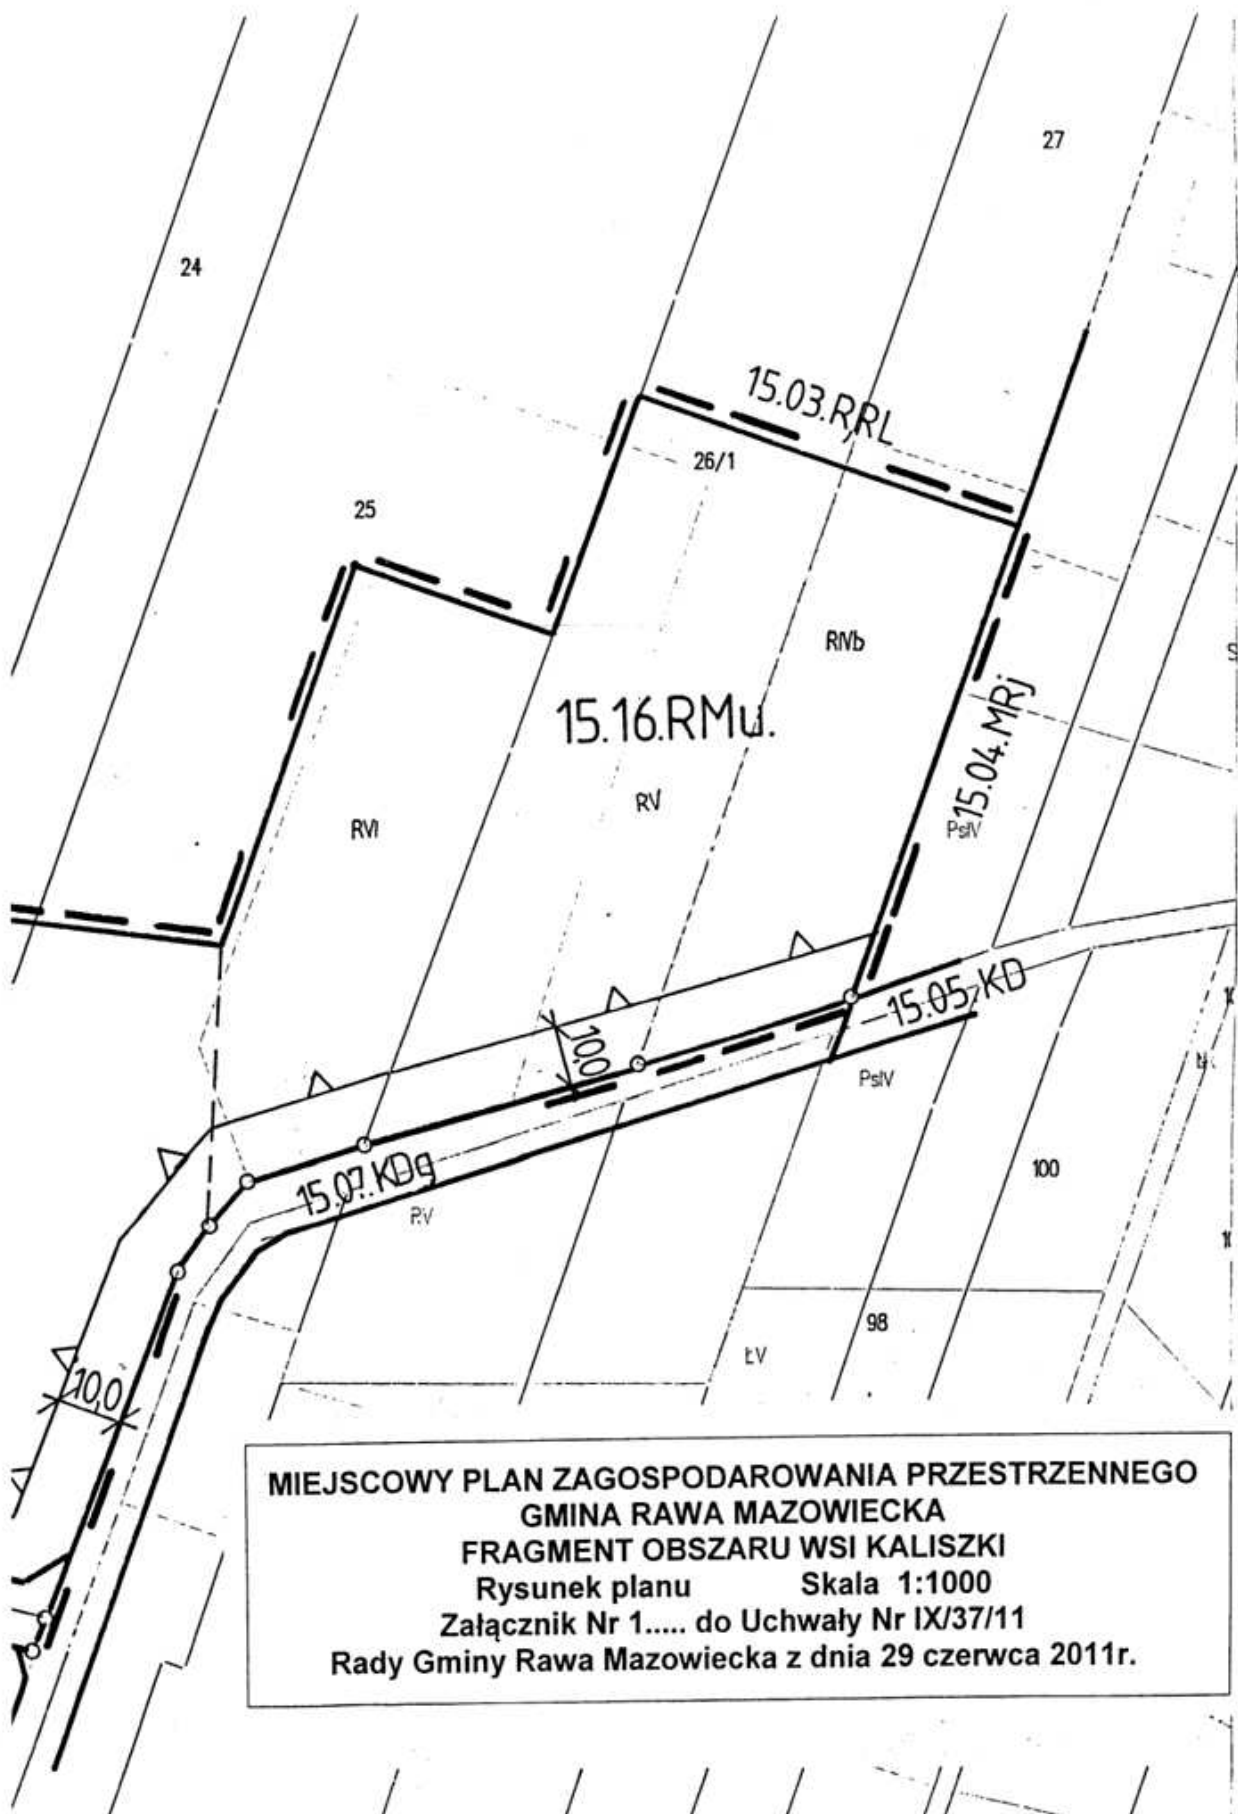 27
24
15.03.R,RL
26/1
25
RIVb
15.16.RMu.
15.04.MRj
RV
RVI
PsIV
10,0
15.05.KD
PsIV
100
15.07.KDg
98
ŁV
10,0
MIEJSCOWY PLAN ZAGOSPODAROWANIA PRZESTRZENNEGO
GMINA RAWA MAZOWIECKA
FRAGMENT OBSZARU WSI KALISZKI
Rysunek planu Skala 1:1000
Załącznik Nr 1..... do Uchwały Nr IX/37/11
Rady Gminy Rawa Mazowiecka z dnia 29 czerwca 2011r.